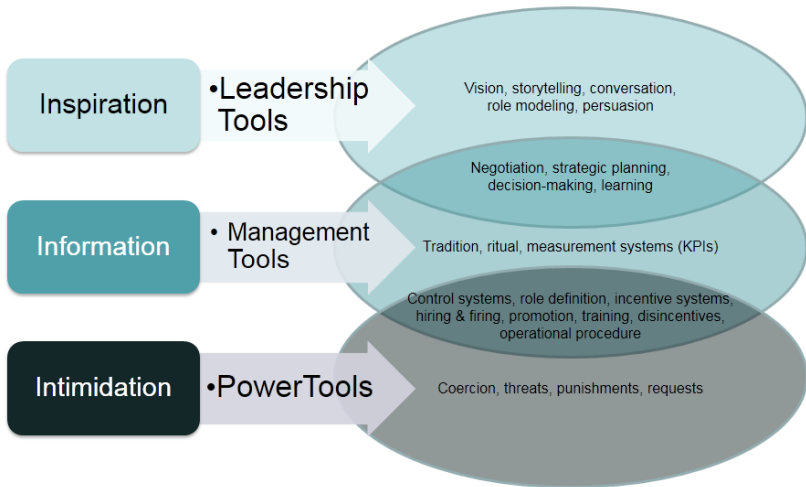 Inspiration
•Leadership
Tools
Vision, storytelling, conversation,
role modeling, persuasion
Negotiation, strategic planning,
decision-making, learning
Information
• Management
Tools
Tradition, ritual, measurement systems (KPIs)
Control systems, role definition, incentive systems,
hiring & firing, promotion, training, disincentives,
operational procedure
Intimidation
•PowerTools
Coercion, threats, punishments, requests